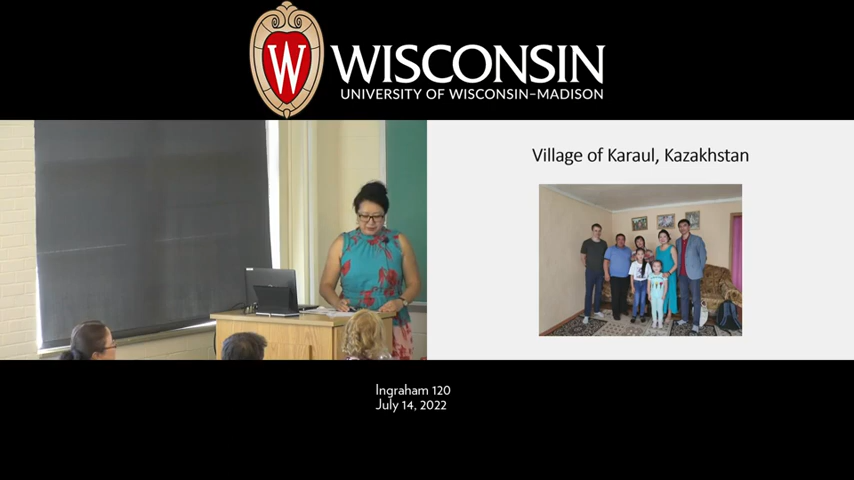 W
WISCONSIN
UNIVERSITY OF WISCONSIN–MADISON
Village of Karaul, Kazakhstan
Ingraham 120
July 14, 2022